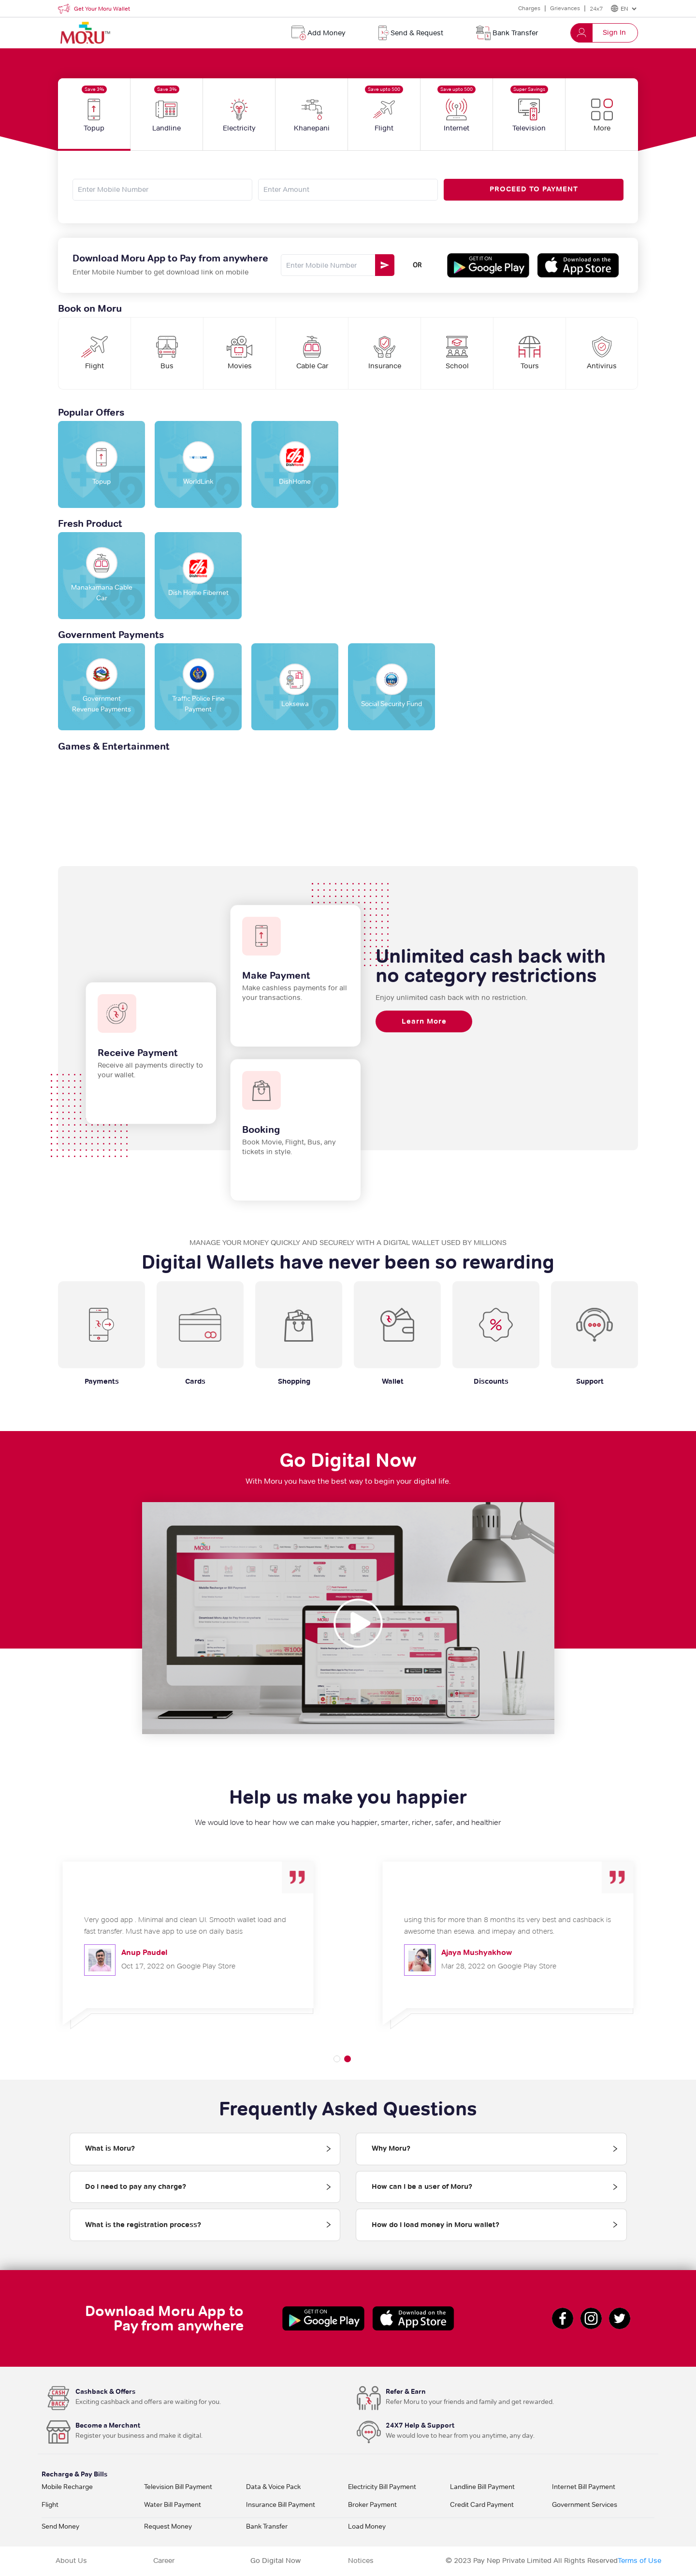 Get Your Moru Wallet
Charges | Grievances | 24x7 EN
MORU™
Add Money
Send & Request
Bank Transfer
Sign In
Save 3%
Topup
Save 3%
Landline
Electricity
Khanepani
Save upto 500
Flight
Save upto 500
Internet
Super Savings
Television
More
Enter Mobile Number
Enter Amount
PROCEED TO PAYMENT
Download Moru App to Pay from anywhere
Enter Mobile Number to get download link on mobile
Enter Mobile Number
OR
GET IT ON
Google Play
Download on the
App Store
Book on Moru
Flight
Bus
Movies
Cable Car
Insurance
School
Tours
Antivirus
Popular Offers
Topup
WorldLink
DishHome
Fresh Product
Manakamana Cable
Car
Dish Home Fibernet
Government Payments
Government
Revenue Payments
Traffic Police Fine
Payment
Loksewa
Social Security Fund
Games & Entertainment
Make Payment
Make cashless payments for all
your transactions.
Receive Payment
Receive all payments directly to
your wallet.
Booking
Book Movie, Flight, Bus, any
tickets in style.
Unlimited cash back with
no category restrictions
Enjoy unlimited cash back with no restriction.
Learn More
MANAGE YOUR MONEY QUICKLY AND SECURELY WITH A DIGITAL WALLET USED BY MILLIONS
Digital Wallets have never been so rewarding
Payments
Cards
Shopping
Wallet
Discounts
Support
Go Digital Now
With Moru you have the best way to begin your digital life.
Help us make you happier
We would love to hear how we can make you happier, smarter, richer, safer, and healthier
Very good app : Minimal and clean UI. Smooth wallet load and
fast transfer. Must have app to use on daily basis
Anup Paudel
Oct 17, 2022 on Google Play Store
using this for more than 8 months its very best and cashback is
awesome than esewa and imepay and others.
Ajaya Mushyakhow
Mar 28, 2022 on Google Play Store
Frequently Asked Questions
What is Moru?
Why Moru?
Do I need to pay any charge?
How can I be a user of Moru?
What is the registration process?
How do I load money in Moru wallet?
Download Moru App to
Pay from anywhere
GET IT ON
Google Play
Download on the
App Store
CASH
BACK
Cashback & Offers
Exciting cashback and offers are waiting for you.
Refer & Earn
Refer Moru to your friends and family and get rewarded.
Become a Merchant
Register your business and make it digital.
24X7 Help & Support
We would love to hear from you anytime, any day.
Recharge & Pay Bills
Mobile Recharge
Television Bill Payment
Data & Voice Pack
Electricity Bill Payment
Landline Bill Payment
Internet Bill Payment
Flight
Water Bill Payment
Insurance Bill Payment
Broker Payment
Credit Card Payment
Government Services
Send Money
Request Money
Bank Transfer
Load Money
About Us
Career
Go Digital Now
Notices
© 2023 Pay Nep Private Limited All Rights ReservedTerms of Use